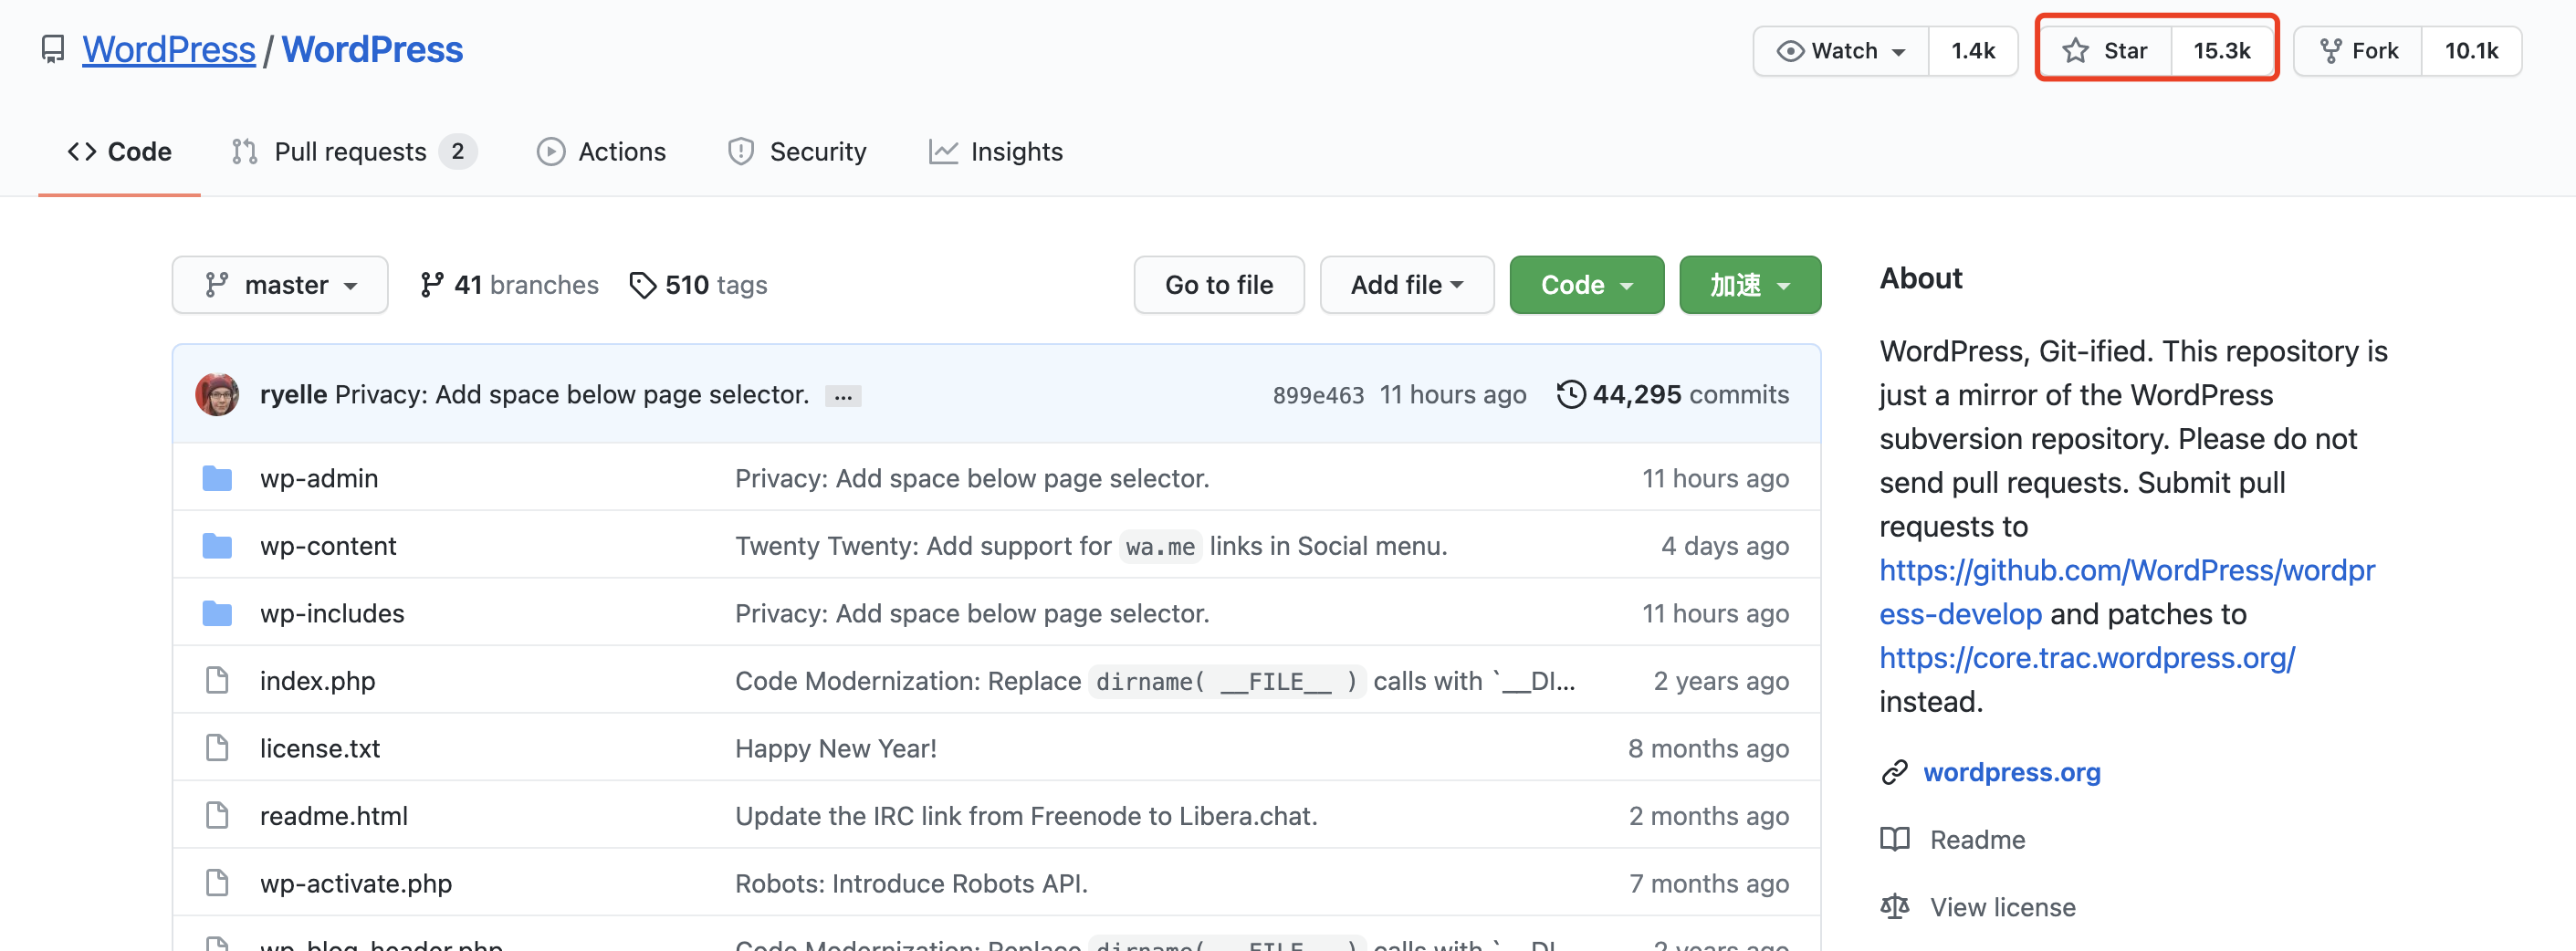 WordPress / WordPress
Watch 1.4k
Star 15.3k
Fork 10.1k
Code
Pull requests 2
Actions
Security
Insights
master
41 branches
510 tags
Go to file
Add file
Code
加速
ryelle Privacy: Add space below page selector. ...
899e463 11 hours ago
44,295 commits
wp-admin Privacy: Add space below page selector. 11 hours ago
wp-content Twenty Twenty: Add support for wa.me links in Social menu. 4 days ago
wp-includes Privacy: Add space below page selector. 11 hours ago
index.php Code Modernization: Replace dirname( __FILE__ ) calls with `__DI... 2 years ago
license.txt Happy New Year! 8 months ago
readme.html Update the IRC link from Freenode to Libera.chat. 2 months ago
wp-activate.php Robots: Introduce Robots API. 7 months ago
wp-blog-header.php Code Modernization: Replace dirname( __FILE__ ) calls with `__DI... 2 years ago
About
WordPress, Git-ified. This repository is
just a mirror of the WordPress
subversion repository. Please do not
send pull requests. Submit pull
requests to
https://github.com/WordPress/wordpr
ess-develop and patches to
https://core.trac.wordpress.org/
instead.
wordpress.org
Readme
View license